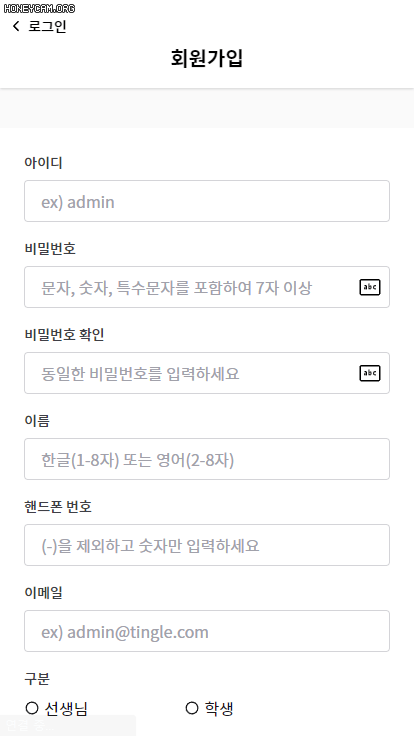 HONEYCAM.ORG
로그인
회원가입
아이디
ex) admin
비밀번호
문자, 숫자, 특수문자를 포함하여 7자 이상
abc
비밀번호 확인
동일한 비밀번호를 입력하세요
abc
이름
한글(1-8자) 또는 영어(2-8자)
핸드폰 번호
(-)을 제외하고 숫자만 입력하세요
이메일
ex) admin@tingle.com
구분
선생님 학생